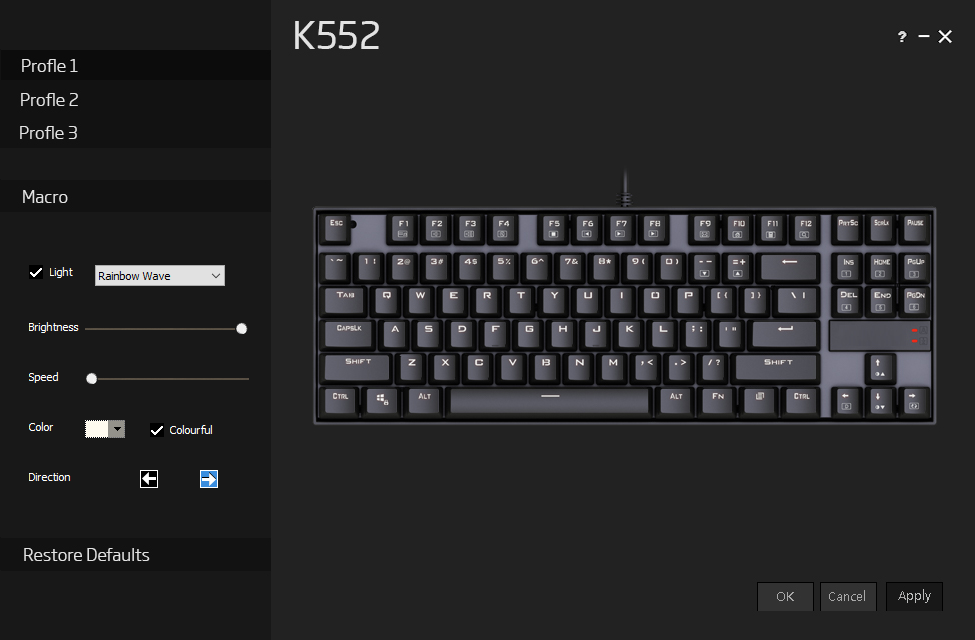 K552
?
Profle 1
Profle 2
Profle 3
Macro
Light Rainbow Wave
Brightness
Speed
Color Colourful
Direction
Restore Defaults
Esc F1 F2 F3 F4 F5 F6 F7 F8 F9 F10 F11 F12 PrtSc ScrLk Pause
` ~ 1 ! 2 @ 3 # 4 $ 5 % 6 ^ 7 & 8 * 9 ( 0 ) - - = + Ins Home PgUp
Tab Q W E R T Y U I O P [ { ] } \ | Del End PgDn
CapsLk A S D F G H J K L ; : ' "
Shift Z X C V B N M , < . > / ? Shift
Ctrl Alt Alt Fn Ctrl
OK Cancel Apply